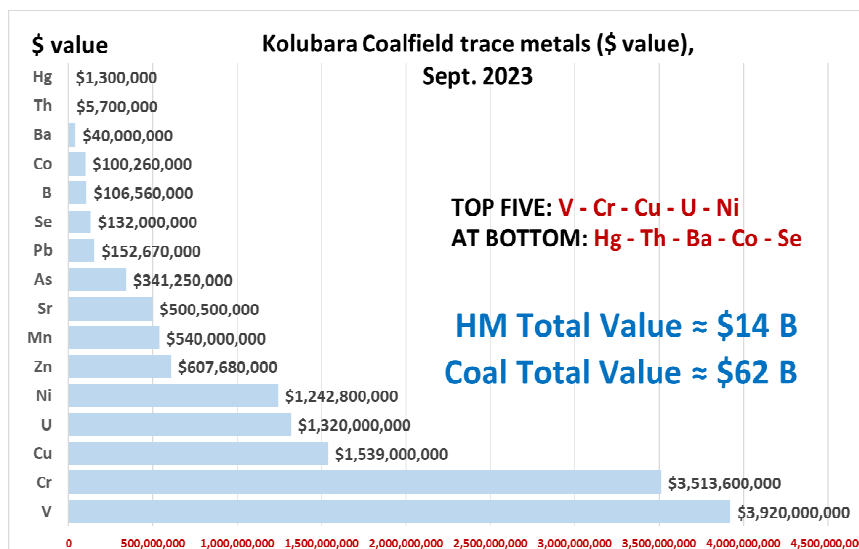 $ value
Kolubara Coalfield trace metals ($ value),
Sept. 2023
Hg $1,300,000
Th $5,700,000
Ba $40,000,000
Co $100,260,000
B $106,560,000
Se $132,000,000
Pb $152,670,000
As $341,250,000
Sr $500,500,000
Mn $540,000,000
Zn $607,680,000
Ni $1,242,800,000
U $1,320,000,000
Cu $1,539,000,000
Cr $3,513,600,000
V $3,920,000,000
TOP FIVE: V - Cr - Cu - U - Ni
AT BOTTOM: Hg - Th - Ba - Co - Se
HM Total Value ≈ $14 B
Coal Total Value ≈ $62 B
0 500,000,000 1,000,000,000 1,500,000,000 2,000,000,000 2,500,000,000 3,000,000,000 3,500,000,000 4,000,000,000 4,500,000,00